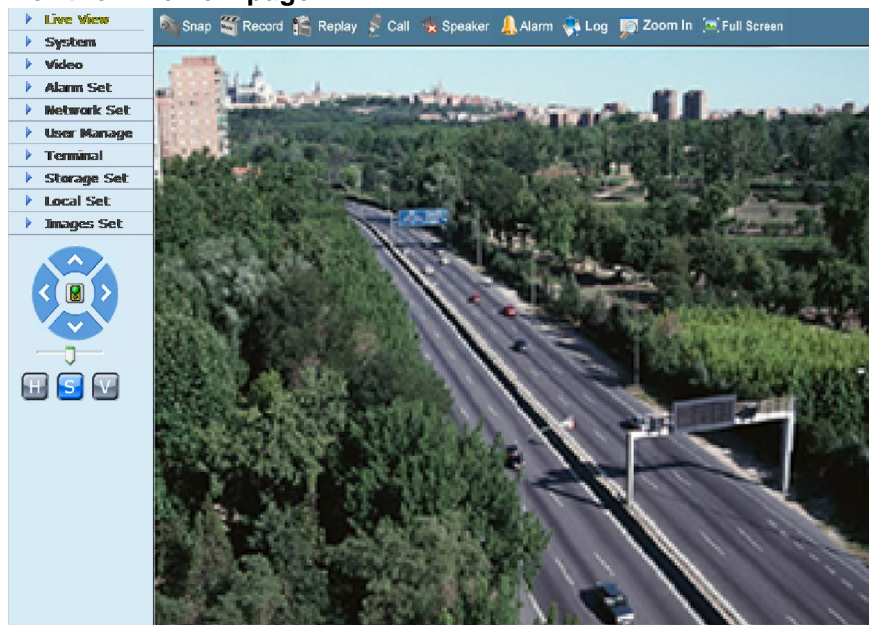 page
Snap Record Replay Call Speaker Alarm Log Zoom In Full Screen
Live View
System
Video
Alarm Set
Network Set
User Manage
Terminal
Storage Set
Local Set
Images Set
H S V